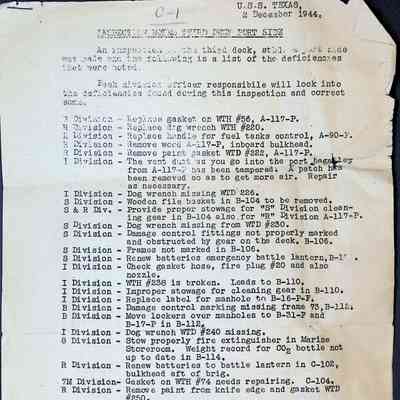 C-1
U.S.S. TEXAS,
2 December 1944.
INSPECTION NOTES THIRD DECK PORT SIDE
An inspection of the third deck, stbd. & port side
was made and the following is a list of the deficiencies
that were noted.
Each division officer responsibile will look into
the deficiencies found during this inspection and correct
same.
R Division- Replace gasket on WTH #56, A-117-P.
R Division- Replace dog wrench WTH #220.
R Division- Replace handle for fuel tanks control, A-90-P.
R Division- Remove word A-117-P, inboard bulkhead.
R Division- Remove paint gasket WTD #222, A-117-P.
I Division- The vent duct as you go into the port
from A-117-P has been tampered. A patch has
been removed so as to get more air. Repair
as necessary.
I Division- Dog wrench missing WTD 226.
S Division- Wooden file basket in B-104 to be removed.
S & R Div.- Provide proper stowage for "S" Division clean-
ing gear in B-104 also for "R" Division A-117-P.
S Division- Dog wrench missing from WTD #230.
S Division- Damage control fittings not properly marked
and obstructed by gear on the deck. B-106.
S Division- Frames not marked in B-106.
S Division- Renew batteries emergency battle lantern,
I Division- Check gasket hose, fire plug #20 and also
nozzle.
I Division- WTH #238 is broken. Leads to B-110.
I Division- Improper stowage for cleaning gear in B-110.
I Division- Replace label for manhole to B-16-P-F.
B Division- Damage control marking missing frame 73, B-112.
B Division- Move lockers over manholes to B-31-P and
B-17-P in B-112.
I Division- Dog wrench WTD #240 missing.
S Division- Stow properly fire extinguisher in Marine
Storeroom. Weight record for CO2 bottle not
up to date in B-114.
R Division- Renew batteries to battle lantern in C-102,
bulkhead aft of brig.
7M Division- Gasket on WTH #74 needs repairing. C-104.
R Division- Remove paint from knife edge and gasket WTD
#250.